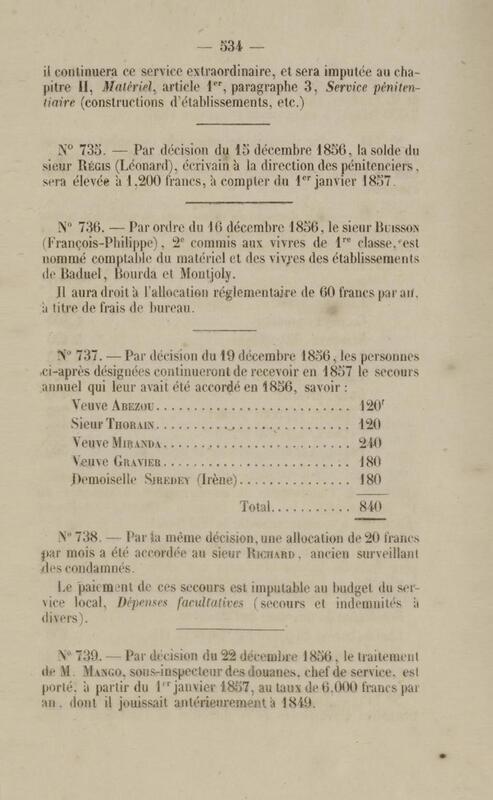 — 534 —
il continuera ce service extraordinaire, et sera imputée au cha-
pitre II, Matériel, article 1er, paragraphe 3, Service péniten-
tiaire (constructions d'établissements, etc.)
N° 735. — Par décision du 15 décembre 1856, la solde du
sieur RÉGIS (Léonard), écrivain à la direction des pénitenciers,
sera élevée à 1,200 francs, à compter du 1er janvier 1857.
N° 736. — Par ordre du 16 décembre 1856, le sieur BUISSON
(François-Philippe), 2e commis aux vivres de 1re classe, est
nommé comptable du matériel et des vivres des établissements
de Baduel, Bourda et Montjoly.
Il aura droit à l'allocation réglementaire de 60 francs par an,
à titre de frais de bureau.
N° 737. — Par décision du 19 décembre 1856, les personnes
ci-après désignées continueront de recevoir en 1857 le secours
annuel qui leur avait été accordé en 1856, savoir :
Veuve ABEZOU.............................. 120f
Sieur THORAIN.............................. 120
Veuve MIRANDA.............................. 240
Veuve GRAVIER.............................. 180
Demoiselle SIREDEY (Irène)................ 180
Total........... 840
N° 738. — Par la même décision, une allocation de 20 francs
par mois a été accordée au sieur RICHARD, ancien surveillant
des condamnés.
Le paiement de ces secours est imputable au budget du ser-
vice local, Dépenses facultatives (secours et indemnités à
divers).
N° 739. — Par décision du 22 décembre 1856, le traitement
de M. MANGO, sous-inspecteur des douanes, chef de service, est
porté, à partir du 1er janvier 1857, au taux de 6,000 francs par
an, dont il jouissait antérieurement à 1849.